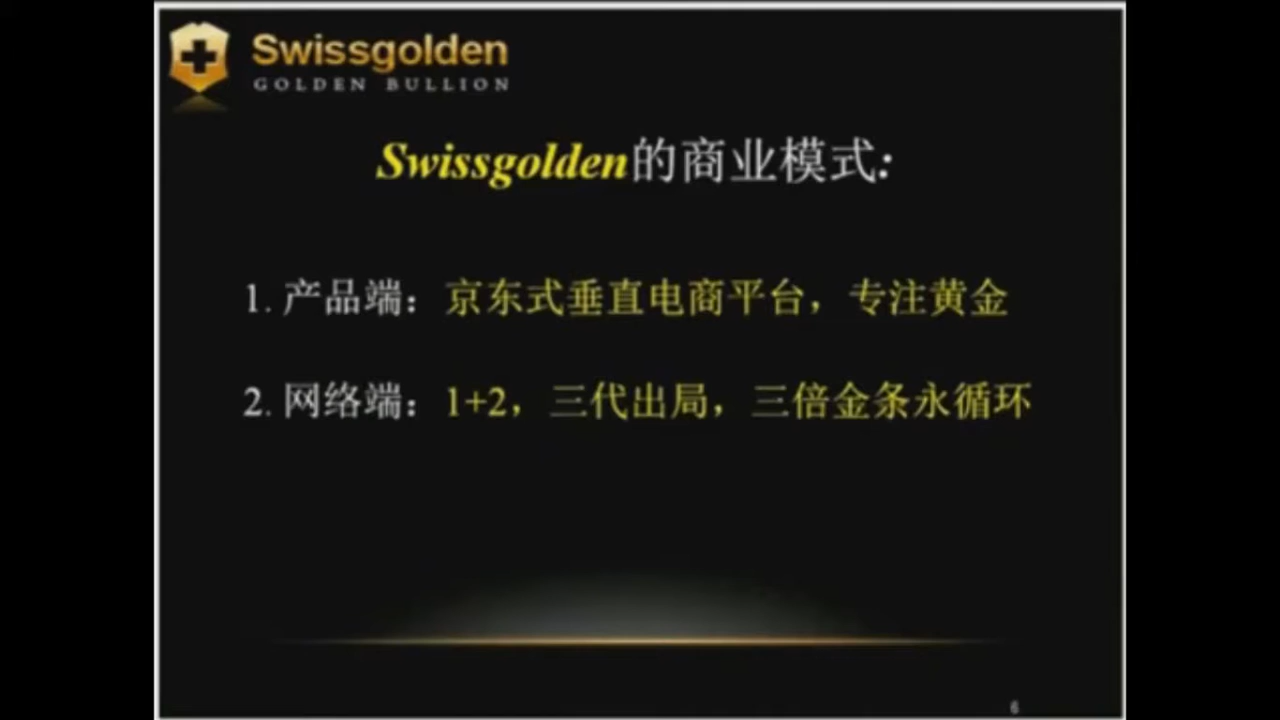 Swissgolden
GOLDEN BULLION
Swissgolden的商业模式:
1. 产品端：京东式垂直电商平台，专注黄金
2. 网络端：1+2，三代出局，三倍金条永循环
6